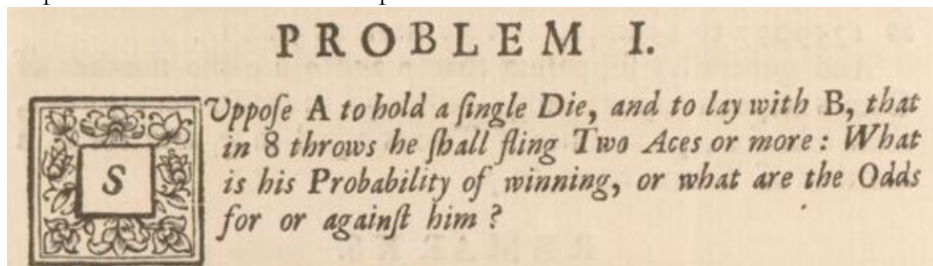 PROBLEM I.
SUppoſe A to hold a ſingle Die, and to lay with B, that
in 8 throws he ſhall fling Two Aces or more: What
is his Probability of winning, or what are the Odds
for or againſt him?